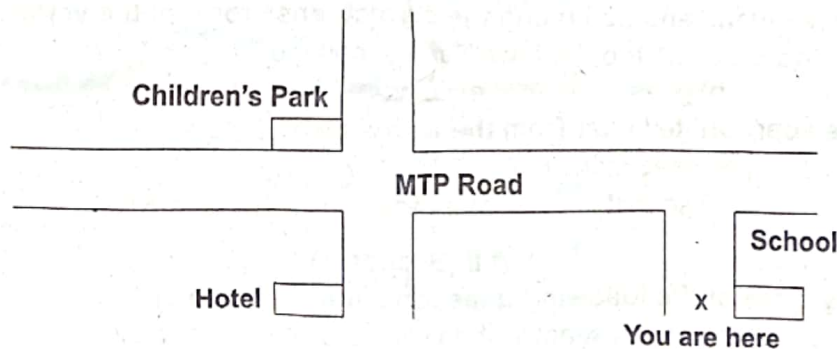 Children's Park
MTP Road
School
Hotel
X
You are here